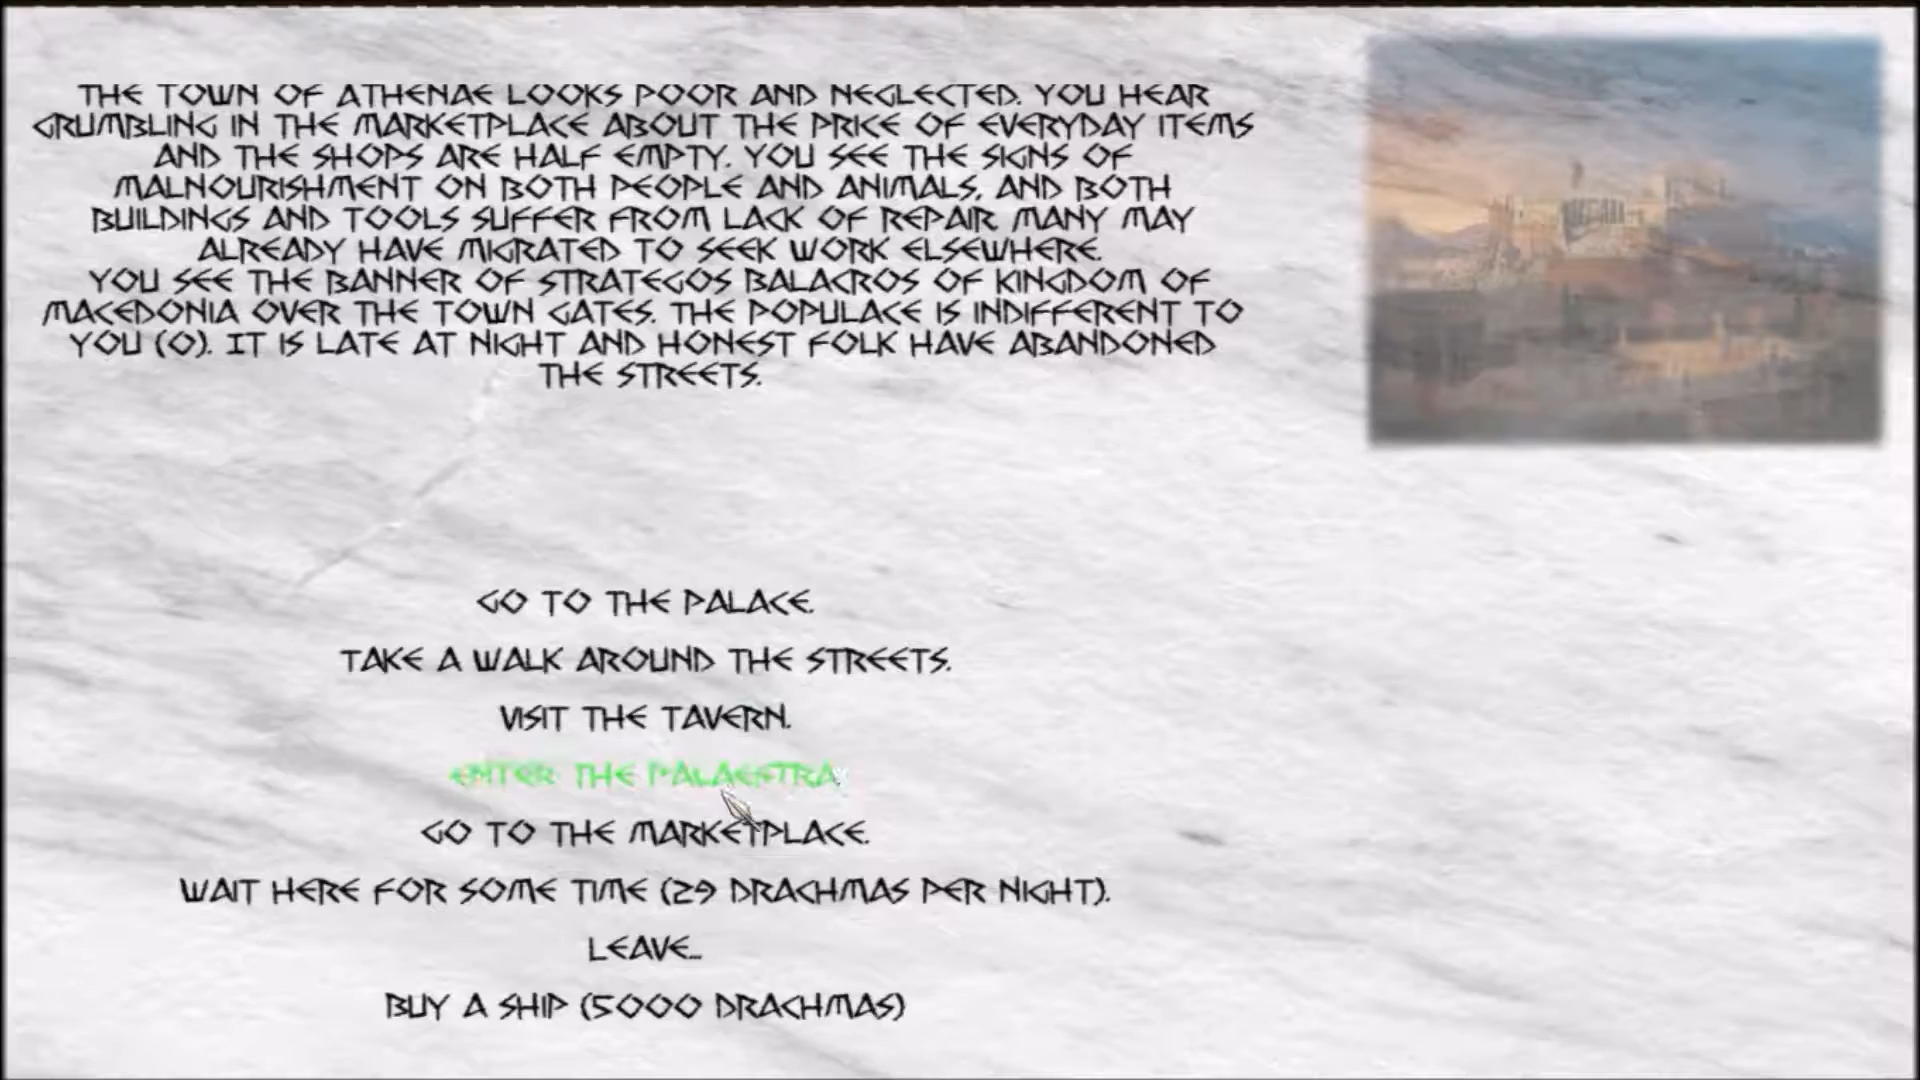 THE TOWN OF ATHENAE LOOKS POOR AND NEGLECTED. YOU HEAR
GRUMBLING IN THE MARKETPLACE ABOUT THE PRICE OF EVERYDAY ITEMS
AND THE SHOPS ARE HALF EMPTY. YOU SEE THE SIGNS OF
MALNOURISHMENT ON BOTH PEOPLE AND ANIMALS, AND BOTH
BUILDINGS AND TOOLS SUFFER FROM LACK OF REPAIR. MANY MAY
ALREADY HAVE MIGRATED TO SEEK WORK ELSEWHERE.
YOU SEE THE BANNER OF STRATEGOS BALACROS OF KINGDOM OF
MACEDONIA OVER THE TOWN GATES. THE POPULACE IS INDIFFERENT TO
YOU (0). IT IS LATE AT NIGHT AND HONEST FOLK HAVE ABANDONED
THE STREETS.
GO TO THE PALACE.
TAKE A WALK AROUND THE STREETS.
VISIT THE TAVERN.
ENTER THE PALAESTRA.
GO TO THE MARKETPLACE.
WAIT HERE FOR SOME TIME (29 DRACHMAS PER NIGHT).
LEAVE...
BUY A SHIP (5000 DRACHMAS)